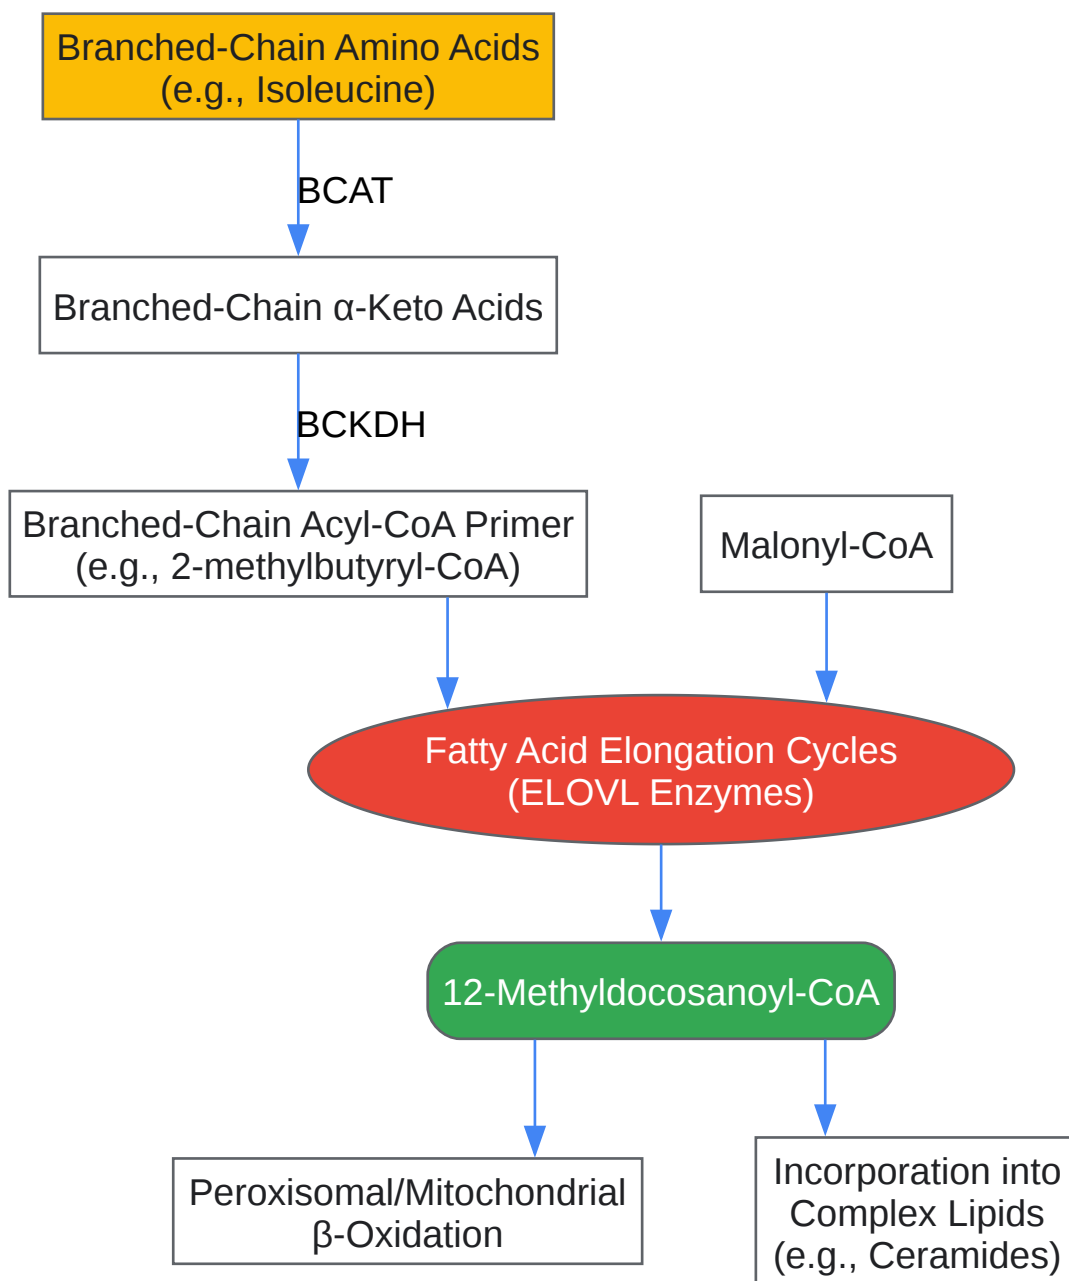 Branched-Chain Amino Acids
(e.g., Isoleucine)
BCAT
Branched-Chain α-Keto Acids
BCKDH
Branched-Chain Acyl-CoA Primer
(e.g., 2-methylbutyryl-CoA)
Malonyl-CoA
Fatty Acid Elongation Cycles
(ELOVL Enzymes)
12-Methyldocosanoyl-CoA
Peroxisomal/Mitochondrial
β-Oxidation
Incorporation into
Complex Lipids
(e.g., Ceramides)